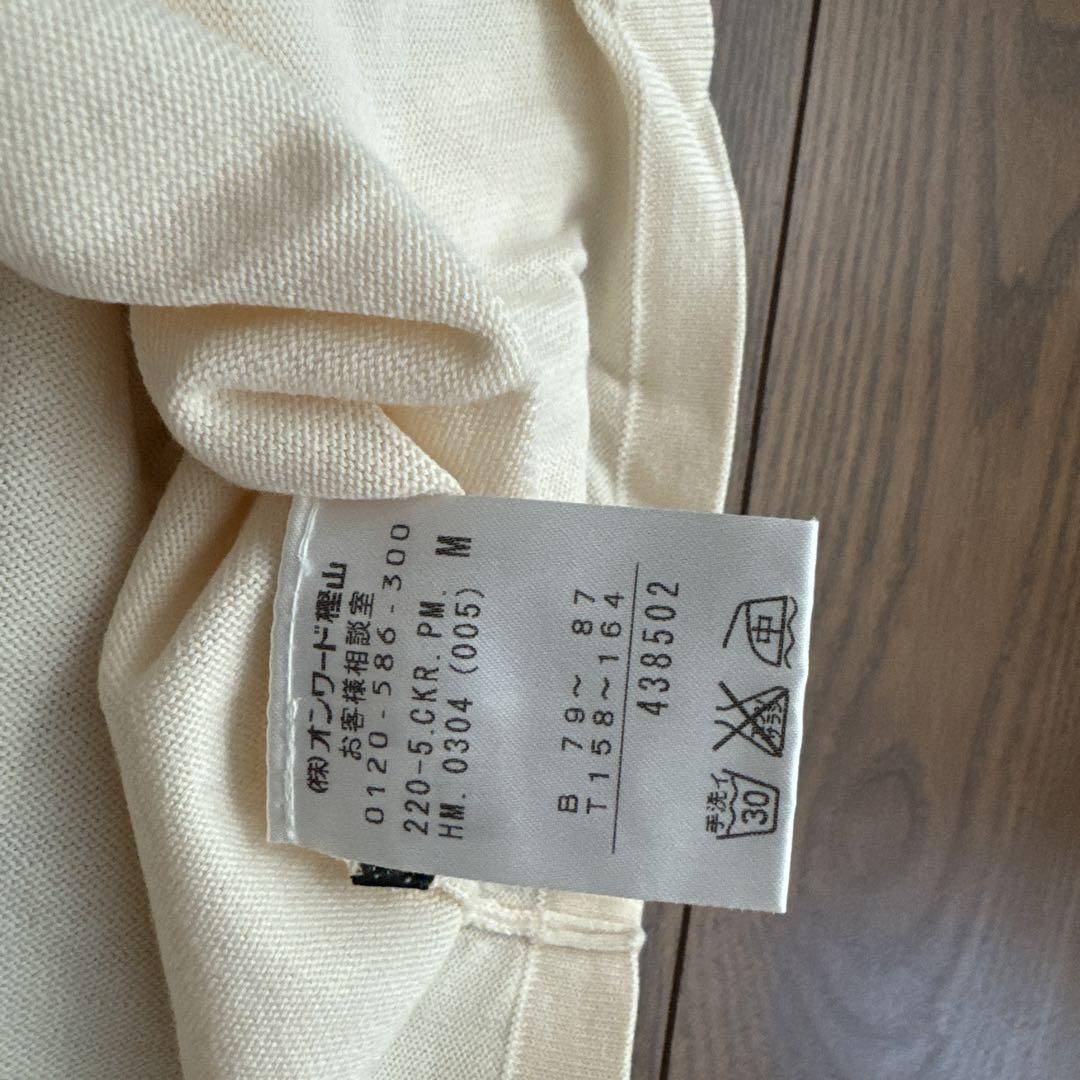 (株)オンワード樫山
お客様相談室
0120-586-300
220-5.CKR.PM.
HM.0304(005) M
B 79〜 87
T158〜164
438502
手洗イ
30
中